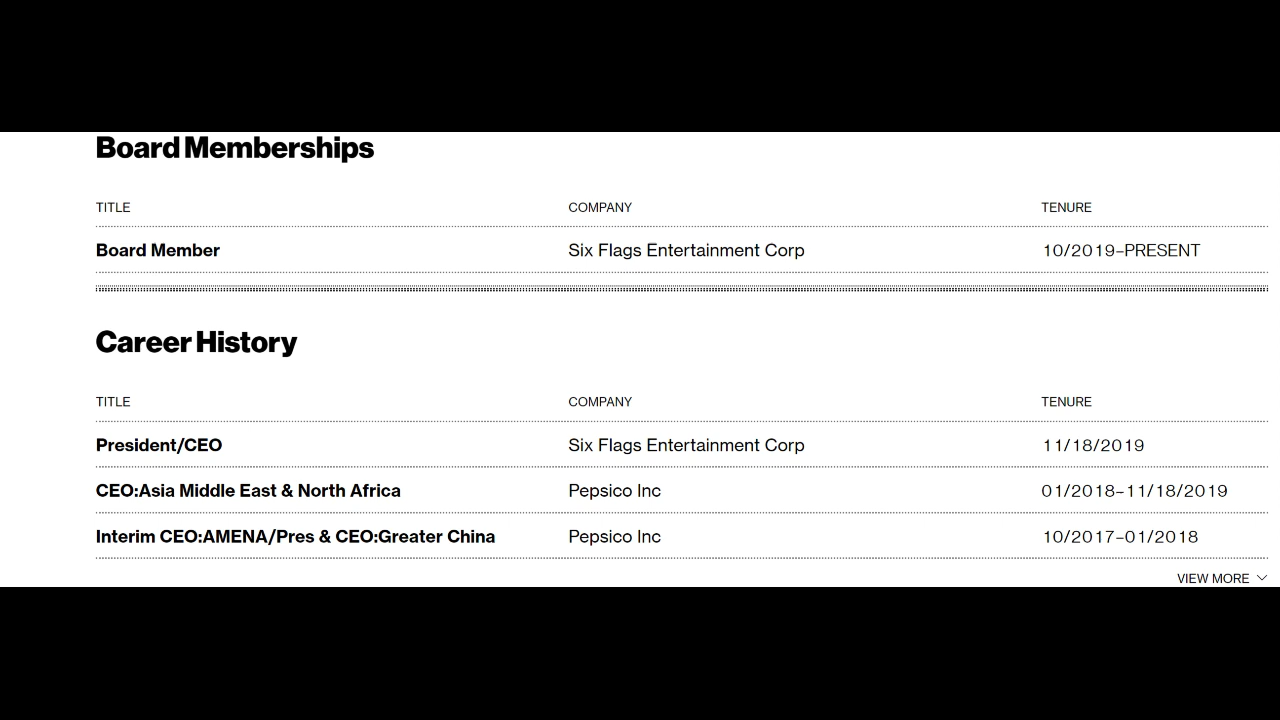 Board Memberships
TITLE COMPANY TENURE
Board Member Six Flags Entertainment Corp 10/2019–PRESENT
Career History
TITLE COMPANY TENURE
President/CEO Six Flags Entertainment Corp 11/18/2019
CEO:Asia Middle East & North Africa Pepsico Inc 01/2018–11/18/2019
Interim CEO:AMENA/Pres & CEO:Greater China Pepsico Inc 10/2017–01/2018
VIEW MORE